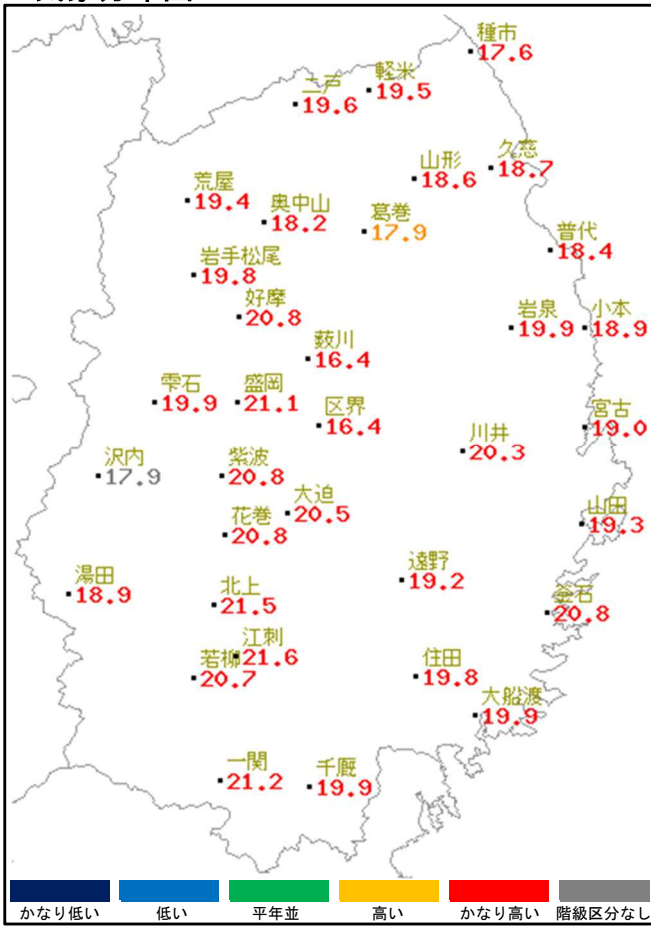 種市
17.6
軽米
19.5
二戸
19.6
久慈
18.7
山形
18.6
荒屋
19.4
奥中山
18.2
葛巻
17.9
普代
18.4
岩手松尾
19.8
好摩
20.8
岩泉
19.9
小本
18.9
薮川
16.4
雫石
19.9
盛岡
21.1
区界
16.4
宮古
19.0
川井
20.3
沢内
17.9
紫波
20.8
大迫
20.5
山田
19.3
花巻
20.8
遠野
19.2
湯田
18.9
北上
21.5
釜石
20.8
江刺
21.6
若柳
20.7
住田
19.8
大船渡
19.9
一関
21.2
千厩
19.9
かなり低い
低い
平年並
高い
かなり高い
階級区分なし